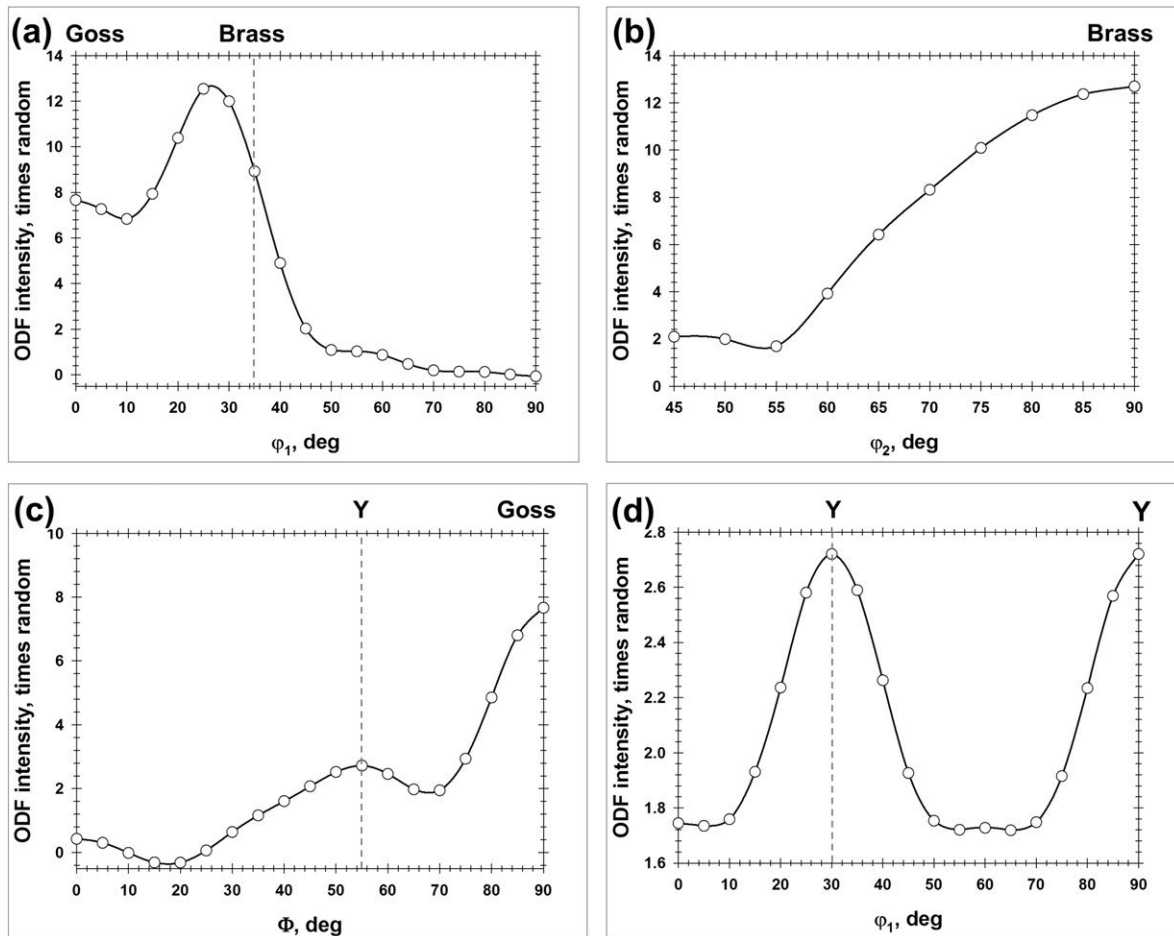 (a) Goss Brass
14
12
10
8
6
4
2
0
ODF intensity, times random
0 10 20 30 40 50 60 70 80 90
φ1, deg
(b) Brass
14
12
10
8
6
4
2
0
ODF intensity, times random
45 50 55 60 65 70 75 80 85 90
φ2, deg
(c) Y Goss
10
8
6
4
2
0
ODF intensity, times random
0 10 20 30 40 50 60 70 80 90
Φ, deg
(d) Y Y
2.8
2.6
2.4
2.2
2.0
1.8
1.6
ODF intensity, times random
0 10 20 30 40 50 60 70 80 90
φ1, deg